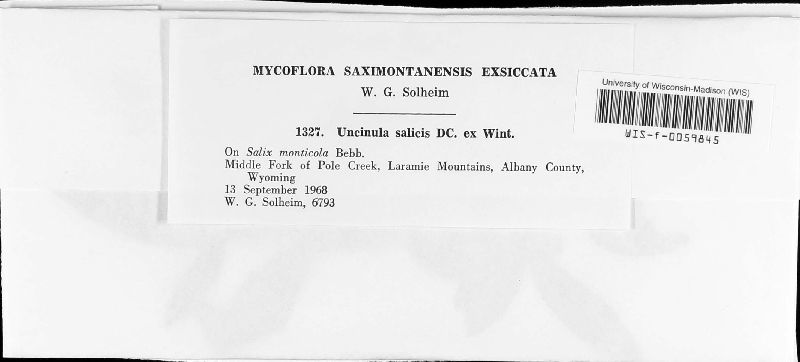 MYCOFLORA SAXIMONTANENSIS EXSICCATA
W. G. Solheim
1327. Uncinula salicis DC. ex Wint.
On Salix monticola Bebb.
Middle Fork of Pole Creek, Laramie Mountains, Albany County,
Wyoming
13 September 1968
W. G. Solheim, 6793
University of Wisconsin-Madison (WIS)
WIS-f-0059845